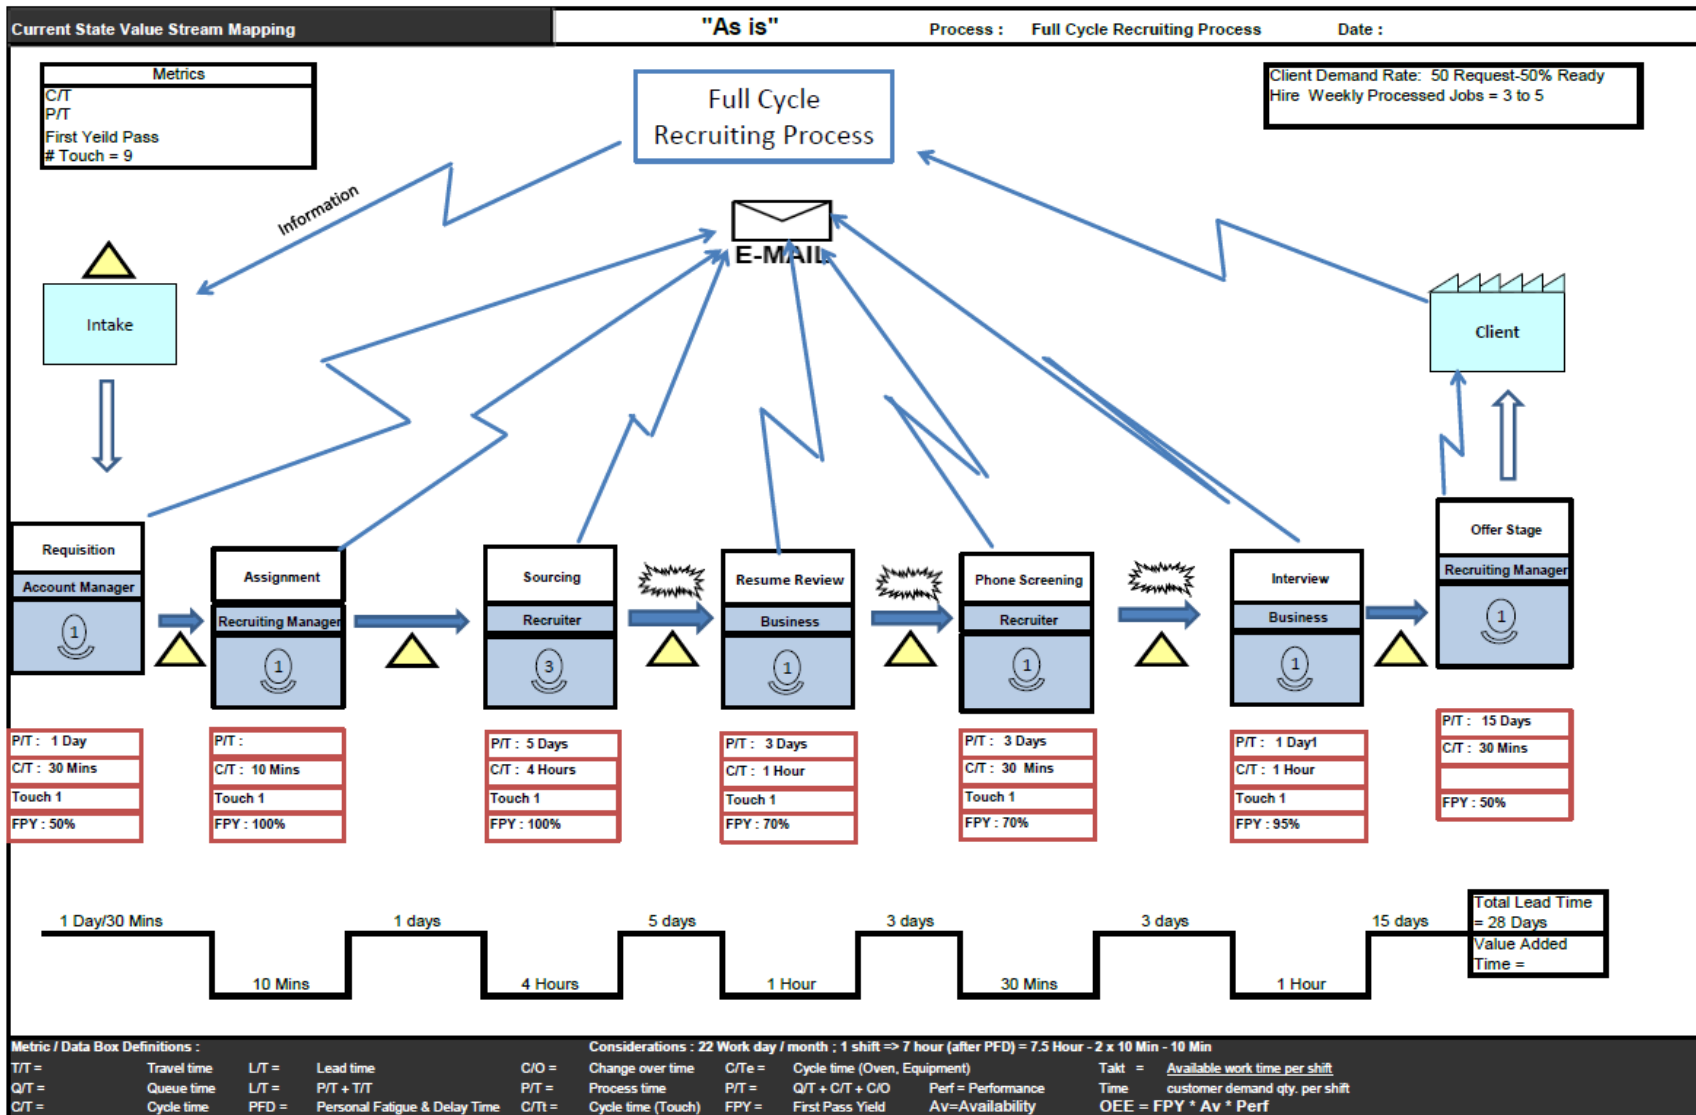 Current State Value Stream Mapping
"As is"
Process :
Full Cycle Recruiting Process
Date :
Metrics
C/T
P/T
First Yeild Pass
# Touch = 9
Full Cycle
Recruiting Process
Client Demand Rate: 50 Request-50% Ready
Hire Weekly Processed Jobs = 3 to 5
Information
E-MAIL
Intake
Client
Requisition
Account Manager
1
Assignment
Recruiting Manager
1
Sourcing
Recruiter
3
Resume Review
Business
1
Phone Screening
Recruiter
1
Interview
Business
1
Offer Stage
Recruiting Manager
1
P/T : 1 Day
C/T : 30 Mins
Touch 1
FPY : 50%
P/T :
C/T : 10 Mins
Touch 1
FPY : 100%
P/T : 5 Days
C/T : 4 Hours
Touch 1
FPY : 100%
P/T : 3 Days
C/T : 1 Hour
Touch 1
FPY : 70%
P/T : 3 Days
C/T : 30 Mins
Touch 1
FPY : 70%
P/T : 1 Day1
C/T : 1 Hour
Touch 1
FPY : 95%
P/T : 15 Days
C/T : 30 Mins
FPY : 50%
1 Day/30 Mins
10 Mins
1 days
4 Hours
5 days
1 Hour
3 days
30 Mins
3 days
1 Hour
15 days
Total Lead Time
= 28 Days
Value Added
Time =
Metric / Data Box Definitions :
Considerations : 22 Work day / month ; 1 shift => 7 hour (after PFD) = 7.5 Hour - 2 x 10 Min - 10 Min
T/T = Travel time L/T = Lead time C/O = Change over time C/Te = Cycle time (Oven, Equipment) Takt = Available work time per shift
Q/T = Queue time L/T = P/T + T/T P/T = Process time P/T = Q/T + C/T + C/O Perf = Performance Time customer demand qty. per shift
C/T = Cycle time PFD = Personal Fatigue & Delay Time C/Tt = Cycle time (Touch) FPY = First Pass Yield Av=Availability OEE = FPY * Av * Perf